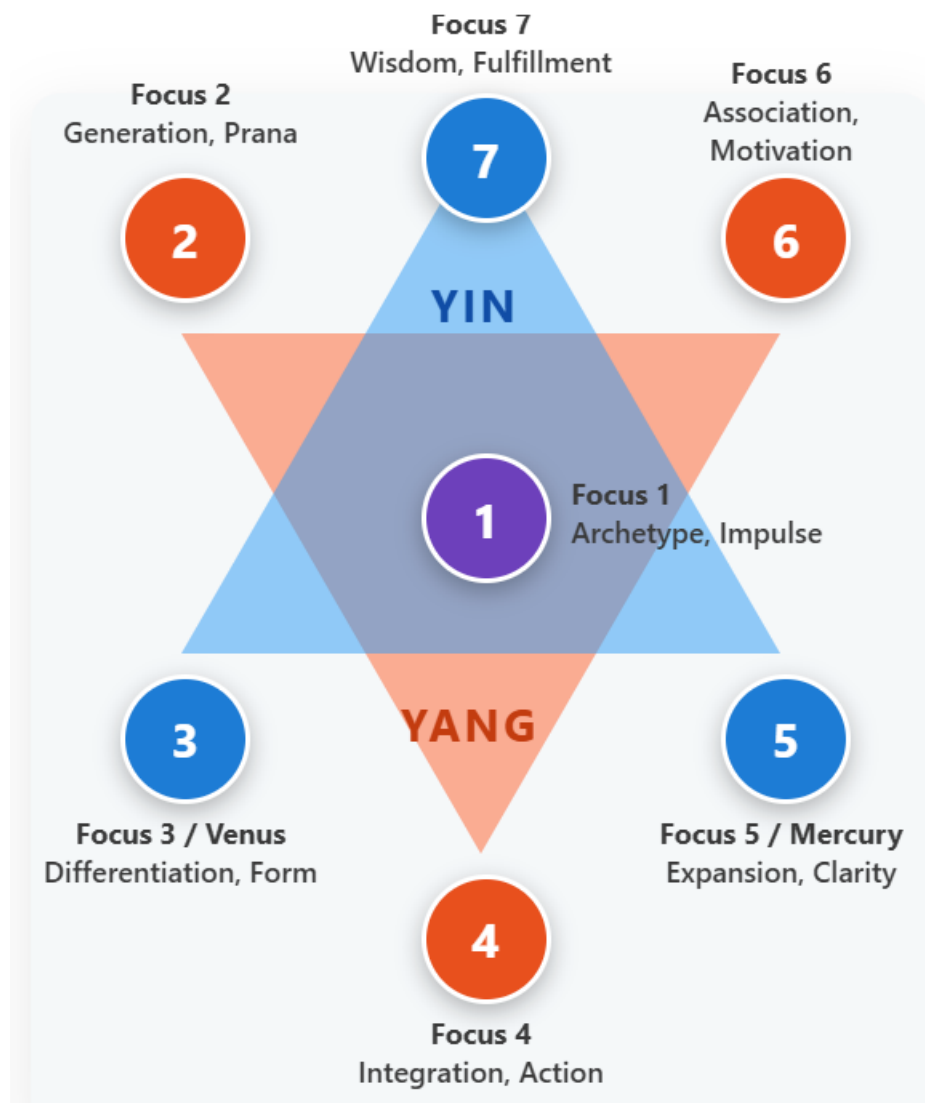 Focus 7
Wisdom, Fulfillment
Focus 2
Generation, Prana
Focus 6
Association,
Motivation
7
2
6
YIN
1
Focus 1
Archetype, Impulse
YANG
3
5
Focus 3 / Venus
Differentiation, Form
Focus 5 / Mercury
Expansion, Clarity
4
Focus 4
Integration, Action